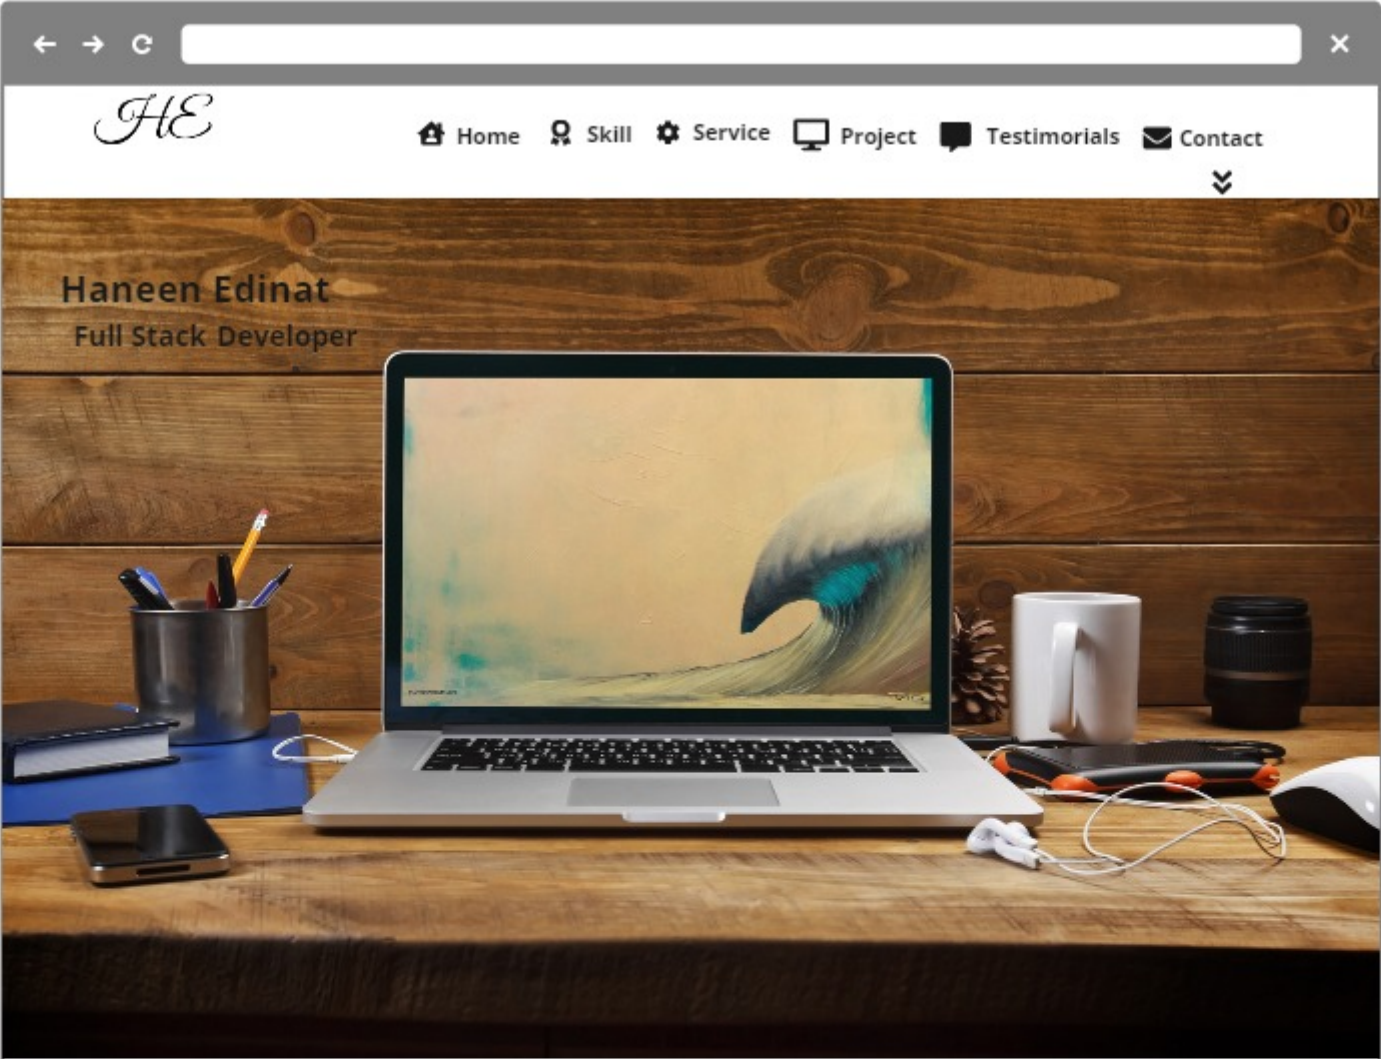 HE
Home Skill Service Project Testimorials Contact
Haneen Edinat
Full Stack Developer